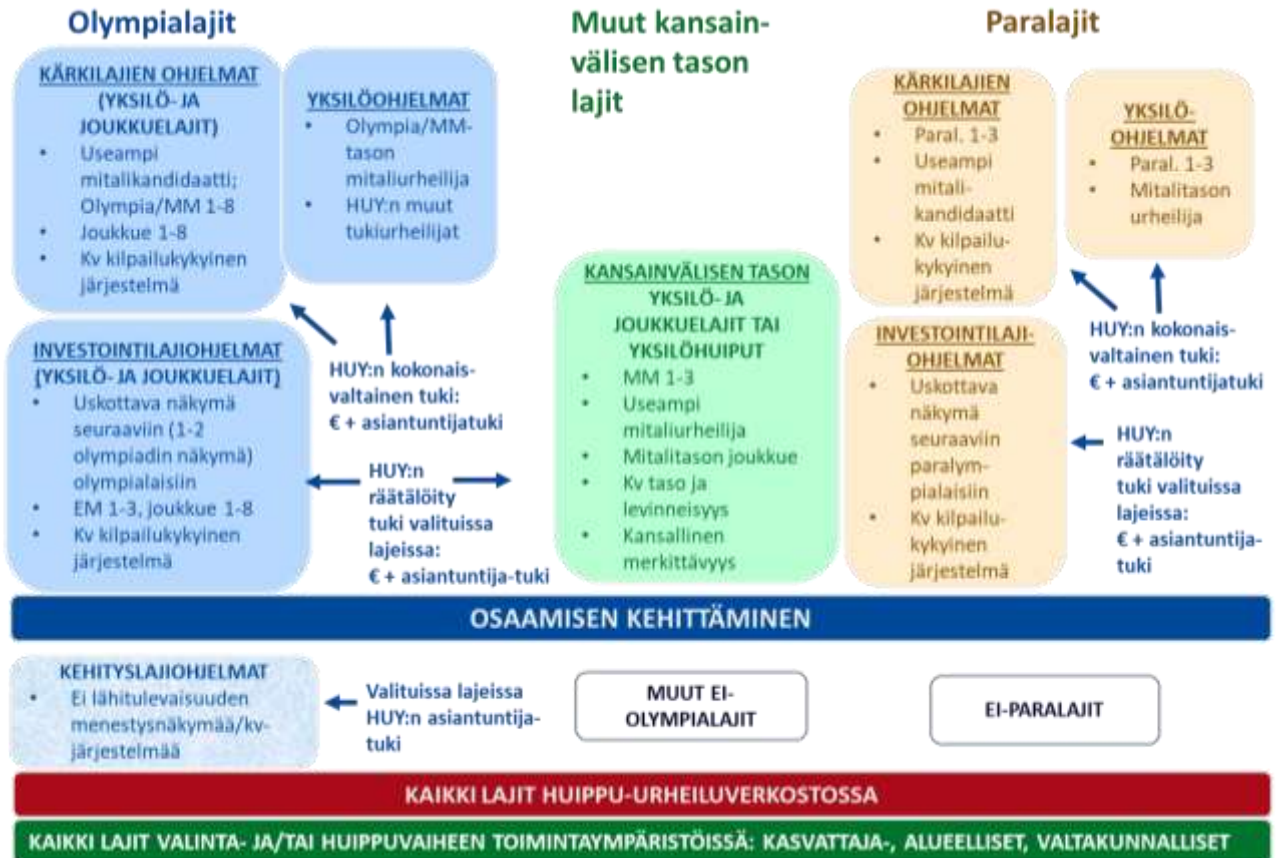 Olympialajit
KÄRKILAJIEN OHJELMAT
(YKSILÖ- JA
JOUKKUELAJIT)
• Useampi
mitalikandidaatti;
Olympia/MM 1-8
• Joukkue 1-8
• Kv kilpailukykyinen
järjestelmä
YKSILÖOHJELMAT
• Olympia/MM-
tason
mitaliurheilija
• HUY:n muut
tukiurheilijat
INVESTOINTILAJIOHJELMAT
(YKSILÖ- JA JOUKKUELAJIT)
• Uskottava näkymä
seuraaviin (1-2
olympiadin näkymä)
olympialaisiin
• EM 1-3, joukkue 1-8
• Kv kilpailukykyinen
järjestelmä
HUY:n kokonais-
valtainen tuki:
€ + asiantuntijatuki
HUY:n
räätälöity
tuki valituissa
lajeissa:
€ + asiantuntija-tuki
Muut kansain-
välisen tason
lajit
KANSAINVÄLISEN TASON
YKSILÖ- JA
JOUKKUELAJIT TAI
YKSILÖHUIPUT
• MM 1-3
• Useampi
mitaliurheilija
• Mitalitason joukkue
• Kv taso ja
levinneisyys
• Kansallinen
merkittävyys
Paralajit
KÄRKILAJIEN
OHJELMAT
• Paral. 1-3
• Useampi
mitali-
kandidaatti
• Kv kilpailu-
kykyinen
järjestelmä
YKSILÖ-
OHJELMAT
• Paral. 1-3
• Mitalitason
urheilija
INVESTOINTILAJI-
OHJELMAT
• Uskottava
näkymä
seuraaviin
paralym-
pialaisiin
• Kv kilpailu-
kykyinen
järjestelmä
HUY:n kokonais-
valtainen tuki:
€ + asiantuntijatuki
HUY:n
räätälöity
tuki valituissa
lajeissa:
€ + asiantuntija-
tuki
OSAAMISEN KEHITTÄMINEN
KEHITYSLAJIOHJELMAT
• Ei lähitulevaisuuden
menestysnäkymää/kv-
järjestelmää
Valituissa lajeissa
HUY:n asiantuntija-
tuki
MUUT EI-
OLYMPIALAJIT
EI-PARALAJIT
KAIKKI LAJIT HUIPPU-URHEILUVERKOSTOSSA
KAIKKI LAJIT VALINTA- JA/TAI HUIPPUVAIHEEN TOIMINTAYMPÄRISTÖISSÄ: KASVATTAJA-, ALUEELLISET, VALTAKUNNALLISET